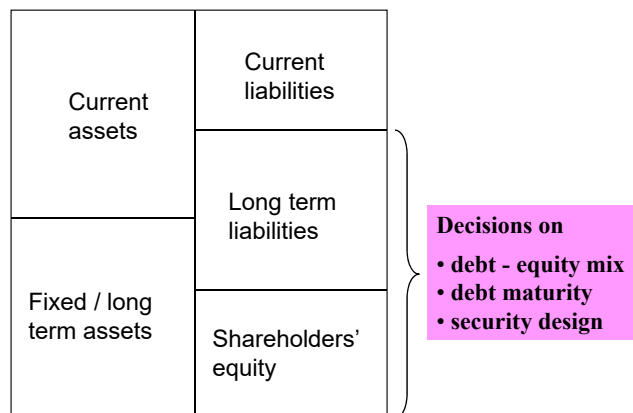 Current
assets
Fixed / long
term assets
Current
liabilities
Long term
liabilities
Shareholders’
equity
Decisions on
• debt - equity mix
• debt maturity
• security design